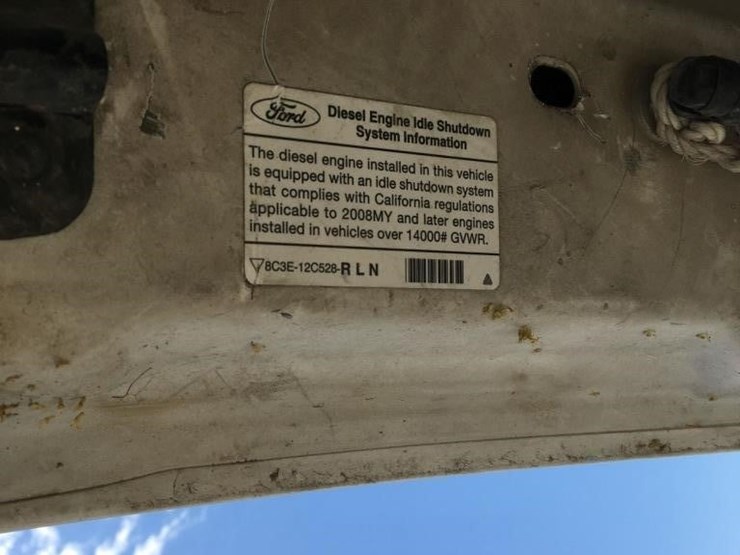 Ford
Diesel Engine Idle Shutdown
System Information
The diesel engine installed in this vehicle
is equipped with an idle shutdown system
that complies with California regulations
applicable to 2008MY and later engines
installed in vehicles over 14000# GVWR.
8C3E-12C528-R L N